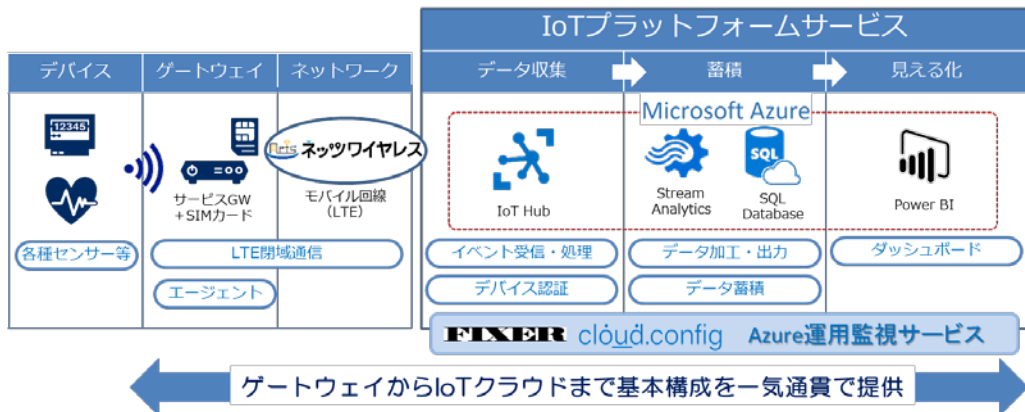 IoTプラットフォームサービス
デバイス
ゲートウェイ
ネットワーク
データ収集
蓄積
見える化
Microsoft Azure
12345
ネッツワイヤレス
サービスGW
+SIMカード
モバイル回線
(LTE)
IoT Hub
Stream
Analytics
SQL
SQL
Database
Power BI
各種センサー等
LTE閉域通信
エージェント
イベント受信・処理
データ加工・出力
ダッシュボード
デバイス認証
データ蓄積
FIXER cloud.config Azure運用監視サービス
ゲートウェイからIoTクラウドまで基本構成を一気通貫で提供